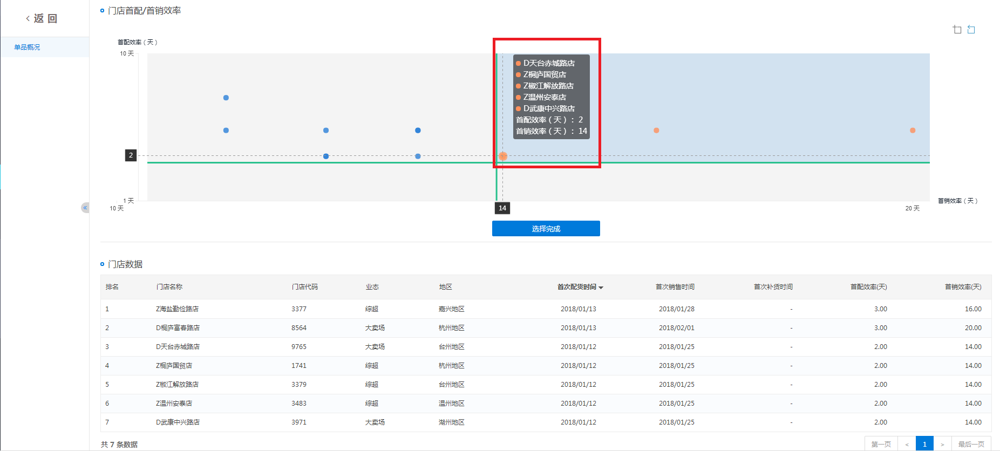 返 回
单品概况
门店首配/首销效率
首配效率（天）
10 天
D天台赤城路店
Z桐庐国贸店
Z椒江解放路店
Z温州安泰店
D武康中兴路店
首配效率（天）： 2
首销效率（天）： 14
2
1 天
10 天
14
20 天
首销效率（天）
选择完成
门店数据
排名 门店名称 门店代码 业态 地区 首次配货时间 首次销售时间 首次补货时间 首配效率(天) 首销效率(天)
1 Z海盐勤俭路店 3377 综超 嘉兴地区 2018/01/13 2018/01/28 - 3.00 16.00
2 D桐庐富春路店 8564 大卖场 杭州地区 2018/01/13 2018/02/01 - 3.00 20.00
3 D天台赤城路店 9765 大卖场 台州地区 2018/01/12 2018/01/25 - 2.00 14.00
4 Z桐庐国贸店 1741 综超 杭州地区 2018/01/12 2018/01/25 - 2.00 14.00
5 Z椒江解放路店 3379 综超 台州地区 2018/01/12 2018/01/25 - 2.00 14.00
6 Z温州安泰店 3483 综超 温州地区 2018/01/12 2018/01/25 - 2.00 14.00
7 D武康中兴路店 3971 大卖场 湖州地区 2018/01/12 2018/01/25 - 2.00 14.00
共 7 条数据
第一页 < 1 > 最后一页